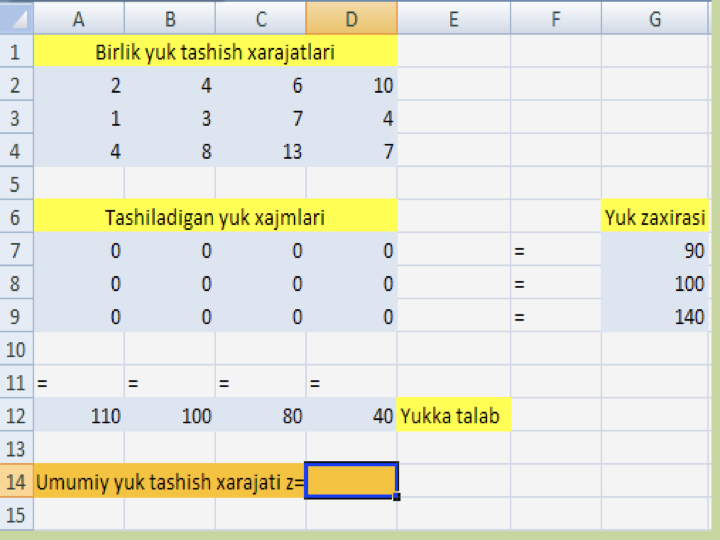 A B C D E F G
1 Birlik yuk tashish xarajatlari
2 2 4 6 10
3 1 3 7 4
4 4 8 13 7
5
6 Tashiladigan yuk xajmlari Yuk zaxirasi
7 0 0 0 0 = 90
8 0 0 0 0 = 100
9 0 0 0 0 = 140
10
11 = = = =
12 110 100 80 40 Yukka talab
13
14 Umumiy yuk tashish xarajati z=
15